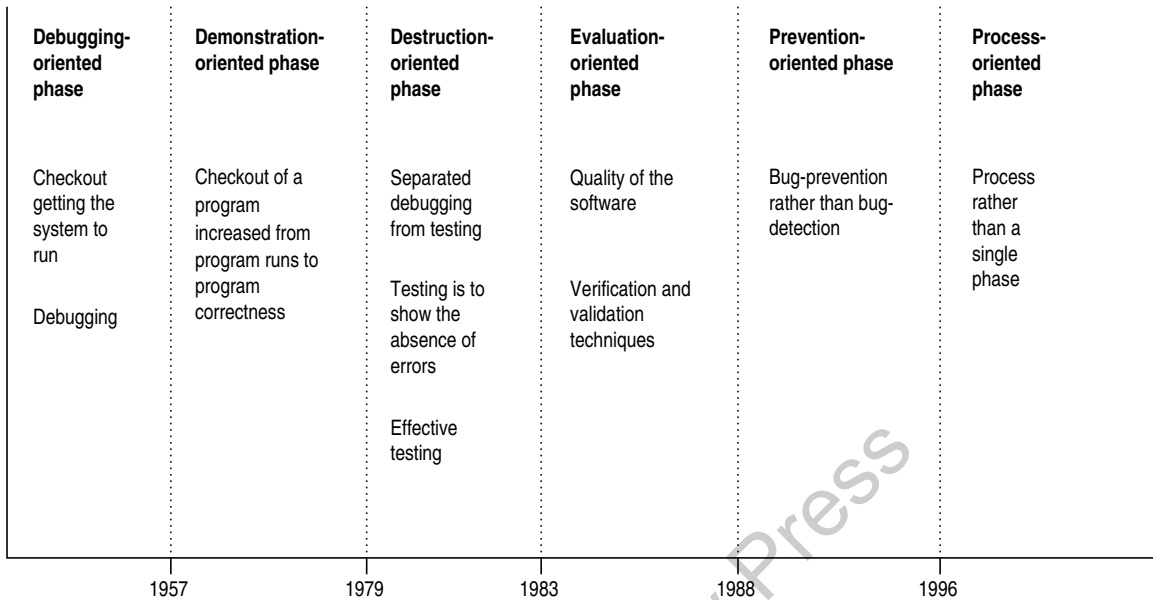 Debugging-
oriented
phase
Checkout
getting the
system to
run
Debugging
Demonstration-
oriented phase
Checkout of a
program
increased from
program runs to
program
correctness
Destruction-
oriented
phase
Separated
debugging
from testing
Testing is to
show the
absence of
errors
Effective
testing
Evaluation-
oriented
phase
Quality of the
software
Verification and
validation
techniques
Prevention-
oriented phase
Bug-prevention
rather than bug-
detection
Process-
oriented
phase
Process
rather
than a
single
phase
1957
1979
1983
1988
1996
Press